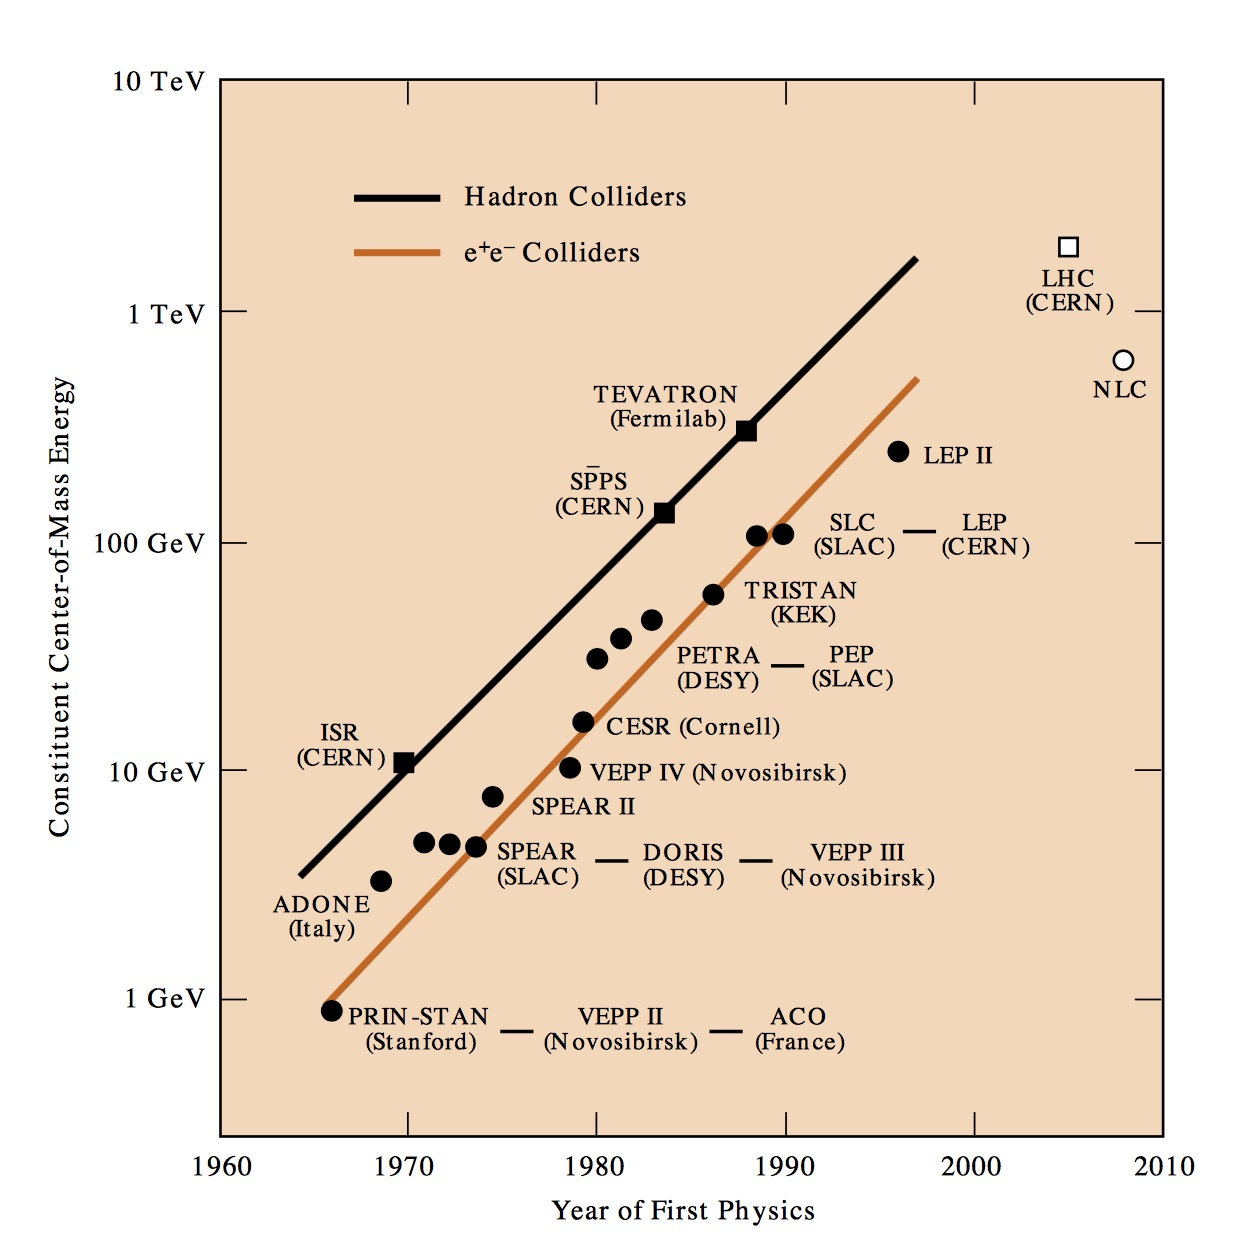 10 TeV
Hadron Colliders
e⁺e⁻ Colliders
LHC
(CERN)
1 TeV
NLC
TEVATRON
(Fermilab)
LEP II
SP̅PS
(CERN)
SLC — LEP
(SLAC) (CERN)
100 GeV
TRISTAN
(KEK)
PETRA — PEP
(DESY) (SLAC)
CESR (Cornell)
ISR
(CERN)
10 GeV
VEPP IV (Novosibirsk)
SPEAR II
SPEAR — DORIS — VEPP III
(SLAC) (DESY) (Novosibirsk)
ADONE
(Italy)
1 GeV
PRIN-STAN — VEPP II — ACO
(Stanford) (Novosibirsk) (France)
Constituent Center-of-Mass Energy
1960 1970 1980 1990 2000 2010
Year of First Physics